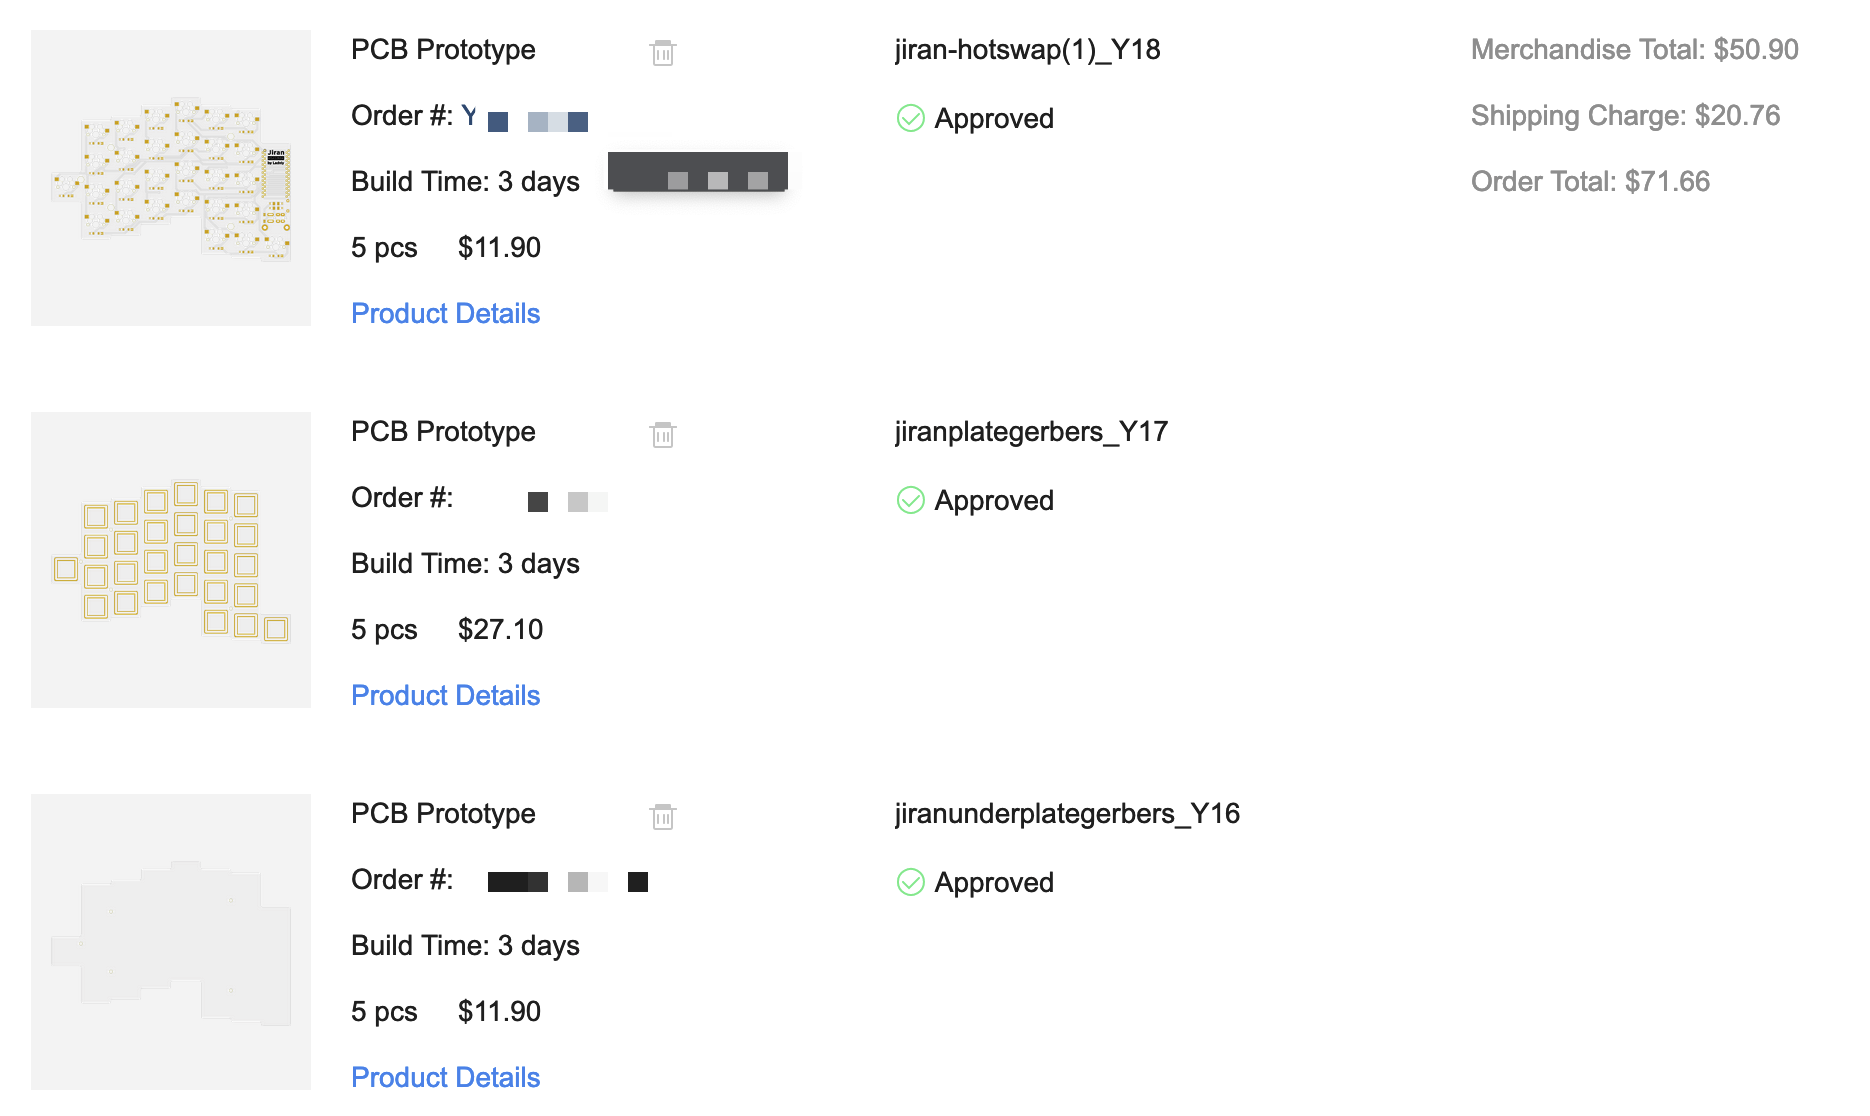 PCB Prototype
Order #: Y
Build Time: 3 days
5 pcs $11.90
Product Details
jiran-hotswap(1)_Y18
Approved
Merchandise Total: $50.90
Shipping Charge: $20.76
Order Total: $71.66
Jiran
PCB Prototype
Order #:
Build Time: 3 days
5 pcs $27.10
Product Details
jiranplategerbers_Y17
Approved
PCB Prototype
Order #:
Build Time: 3 days
5 pcs $11.90
Product Details
jiranunderplategerbers_Y16
Approved